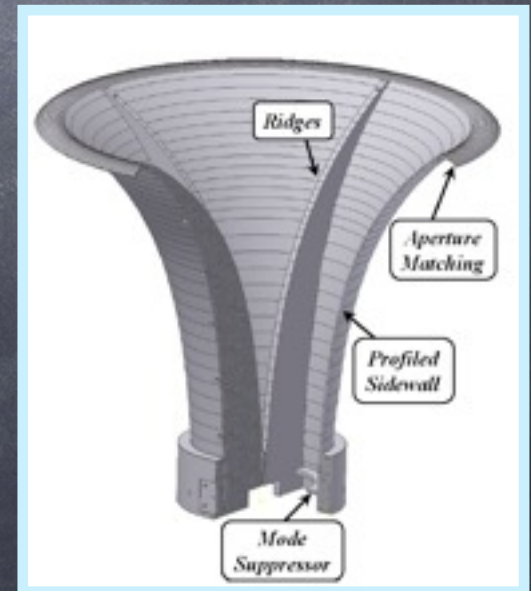 Ridges
Aperture
Matching
Profiled
Sidewall
Mode
Suppressor